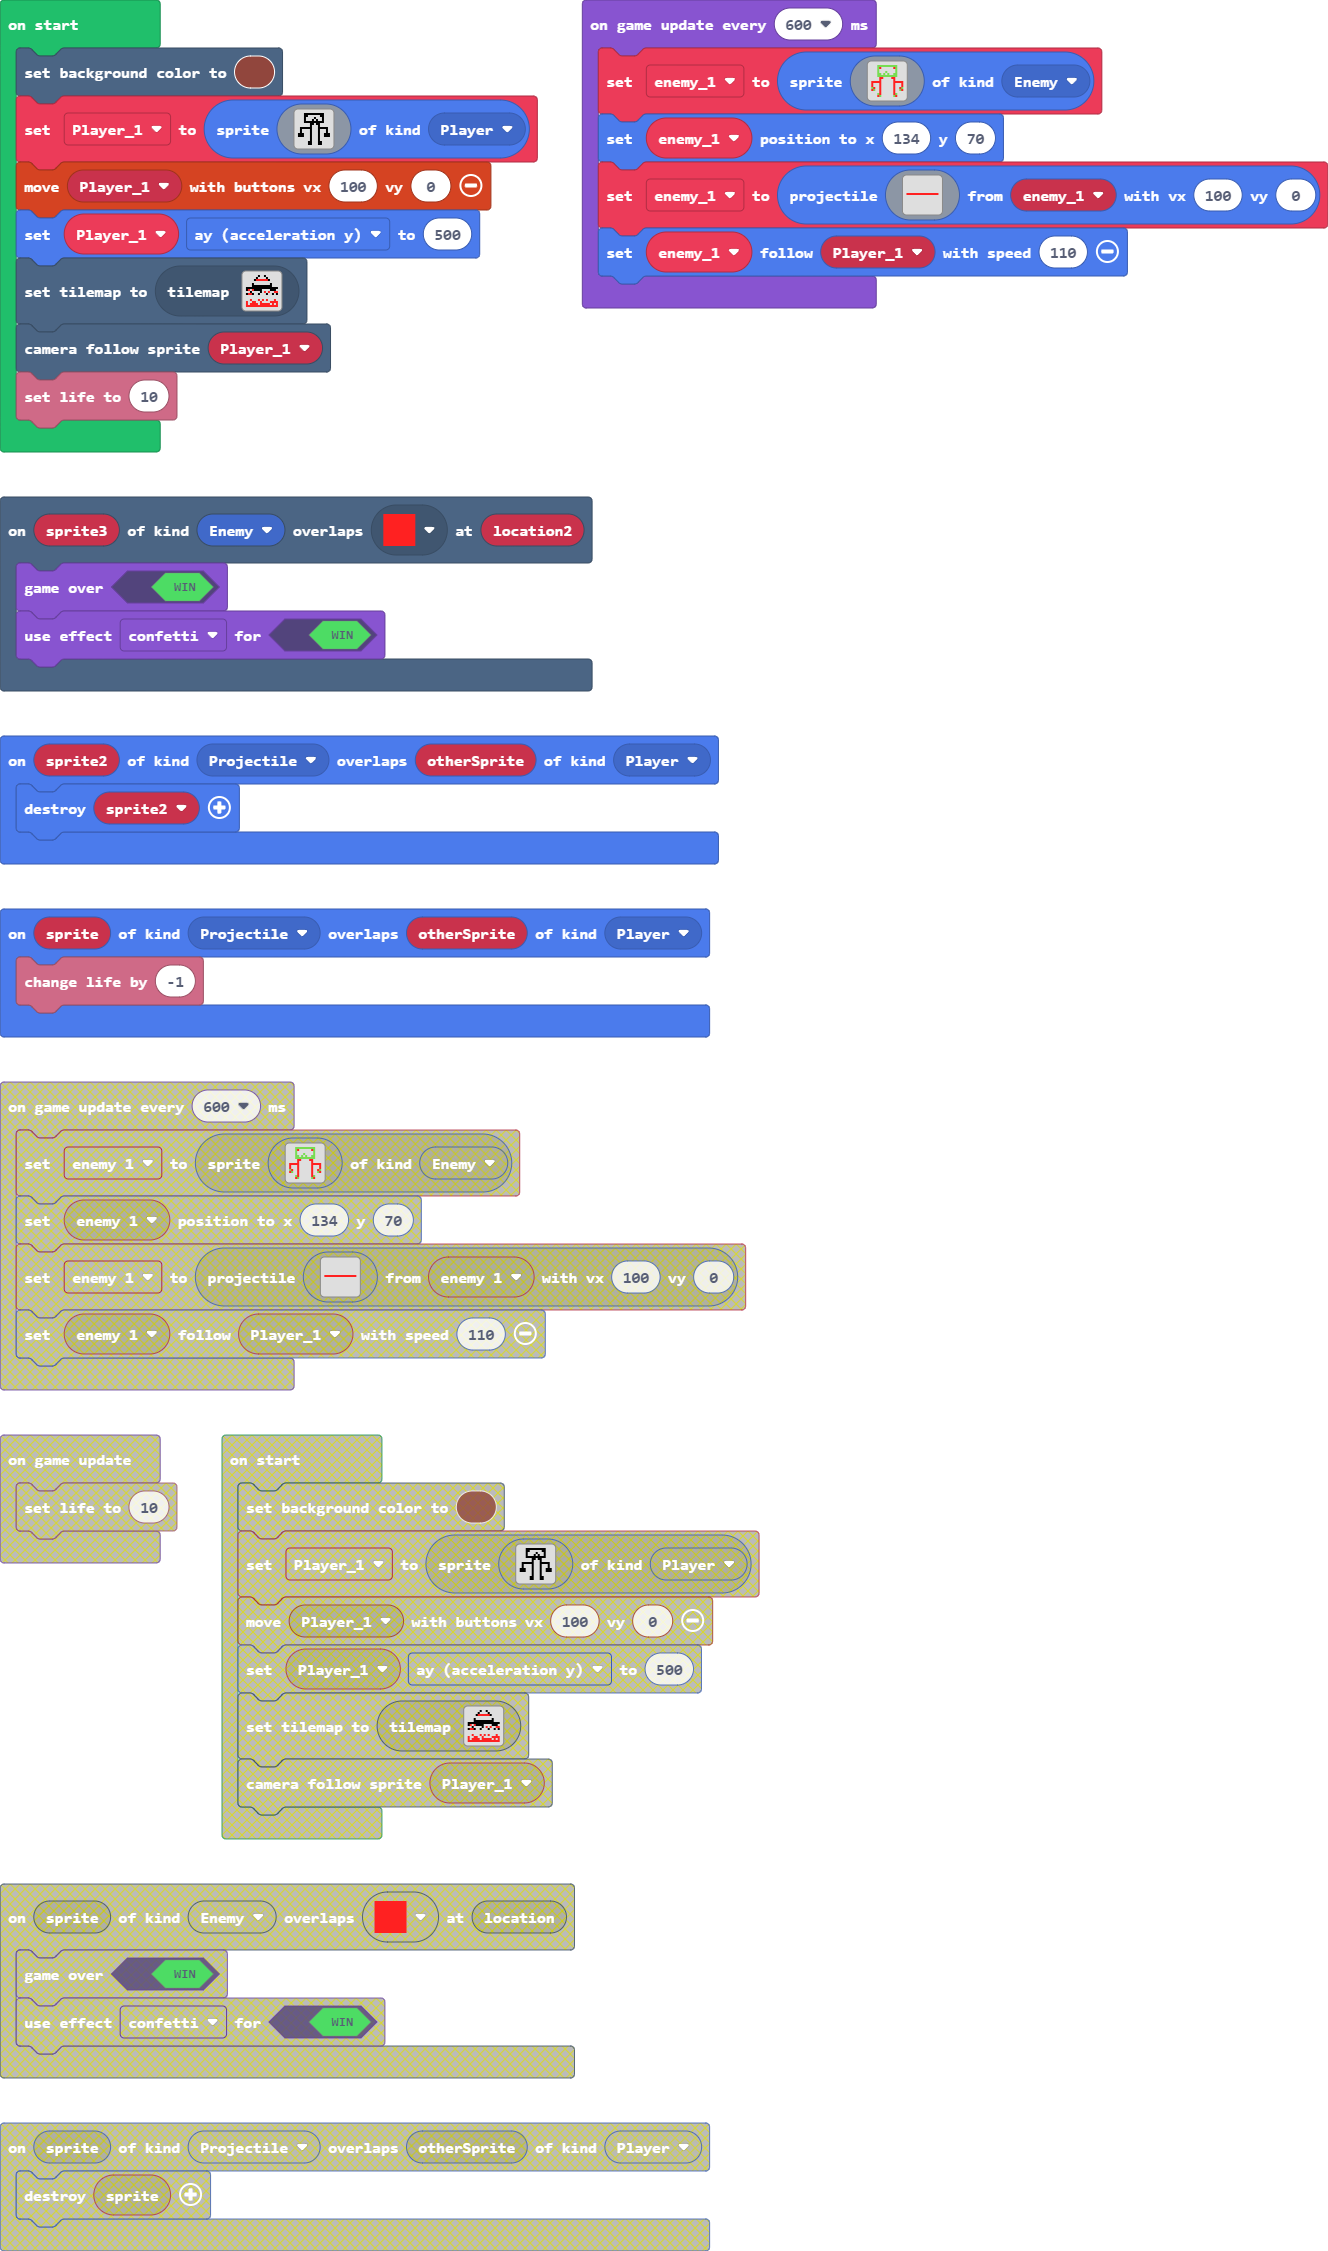 on start
set background color to
set Player_1 to sprite of kind Player
move Player_1 with buttons vx 100 vy 0
set Player_1 ay (acceleration y) to 500
set tilemap to tilemap
camera follow sprite Player_1
set life to 10
on game update every 600 ms
set enemy_1 to sprite of kind Enemy
set enemy_1 position to x 134 y 70
set enemy_1 to projectile from enemy_1 with vx 100 vy 0
set enemy_1 follow Player_1 with speed 110
on sprite3 of kind Enemy overlaps at location2
game over WIN
use effect confetti for WIN
on sprite2 of kind Projectile overlaps otherSprite of kind Player
destroy sprite2
on sprite of kind Projectile overlaps otherSprite of kind Player
change life by -1
on game update every 600 ms
set enemy 1 to sprite of kind Enemy
set enemy 1 position to x 134 y 70
set enemy 1 to projectile from enemy 1 with vx 100 vy 0
set enemy 1 follow Player_1 with speed 110
on game update
set life to 10
on start
set background color to
set Player_1 to sprite of kind Player
move Player_1 with buttons vx 100 vy 0
set Player_1 ay (acceleration y) to 500
set tilemap to tilemap
camera follow sprite Player_1
on sprite of kind Enemy overlaps at location
game over WIN
use effect confetti for WIN
on sprite of kind Projectile overlaps otherSprite of kind Player
destroy sprite